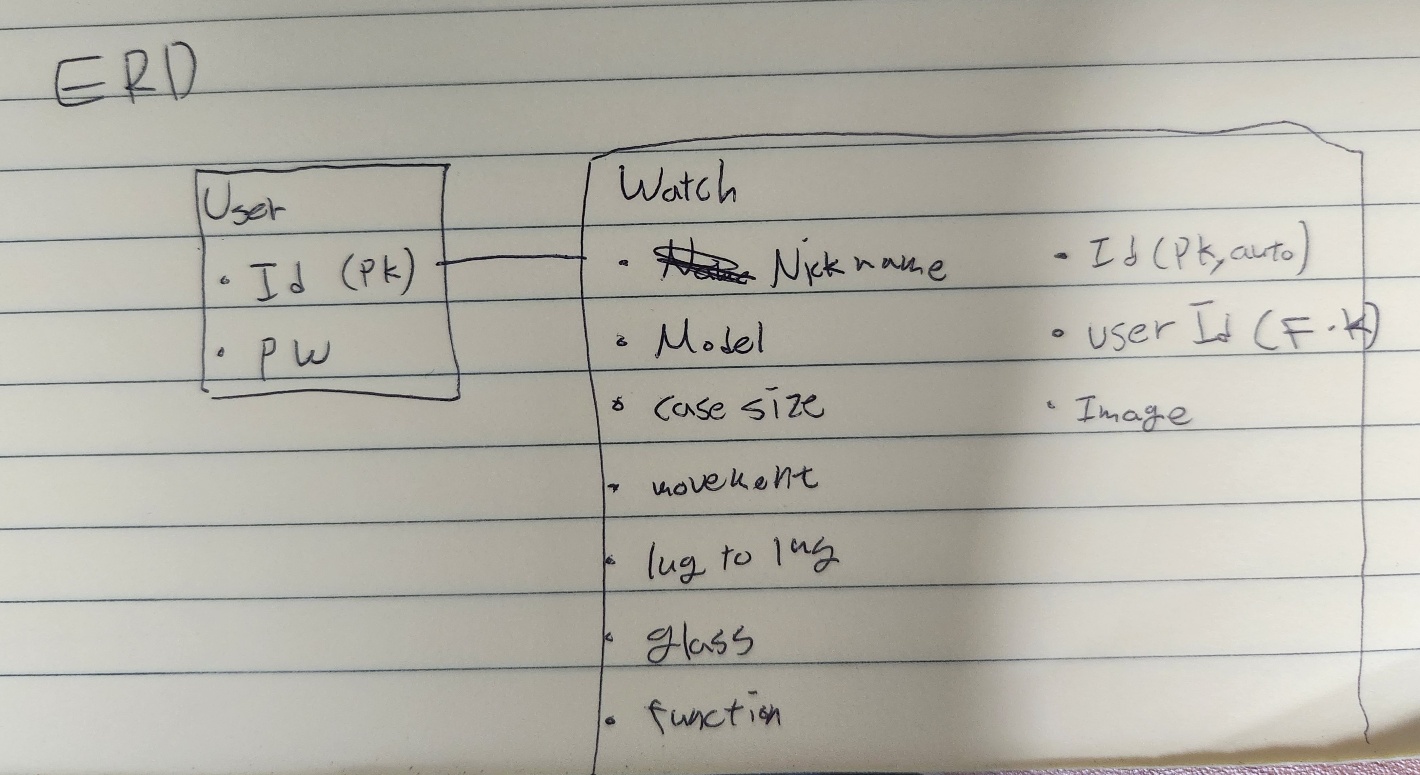 ERD
User
• Id (PK)
• PW
Watch
• Nickname
• Model
• case size
• movement
• lug to lug
• glass
• function
• Id (PK, auto)
• user Id (F.K)
• Image